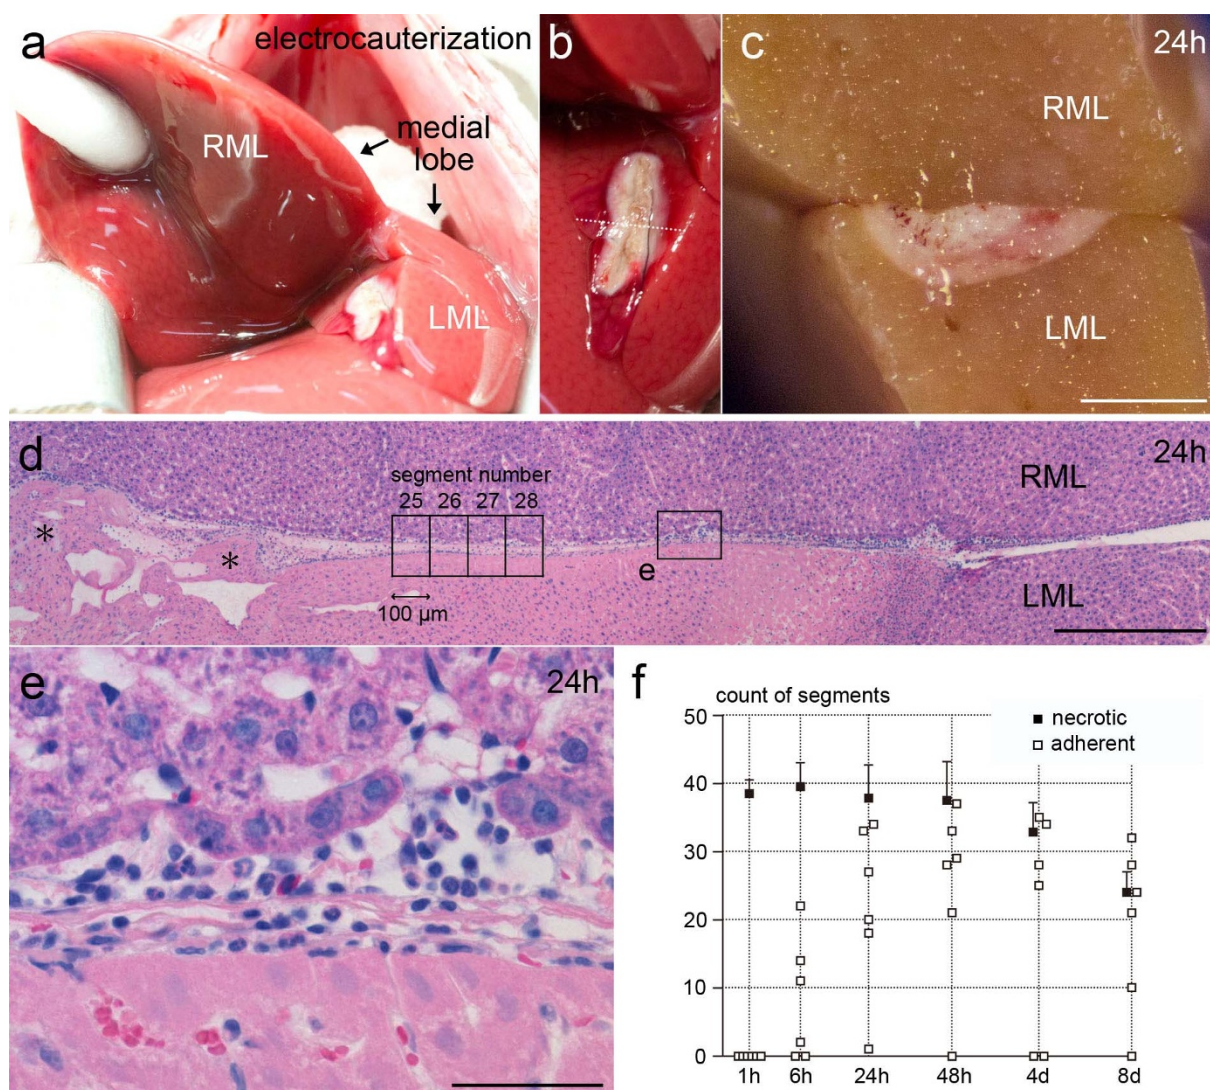 a
electrocauterization
RML
medial
lobe
LML
b
c
24h
RML
LML
d
24h
segment number
25 26 27 28
RML
*
*
e
100 µm
LML
e
24h
f
count of segments
necrotic
adherent
50
40
30
20
10
0
1h 6h 24h 48h 4d 8d